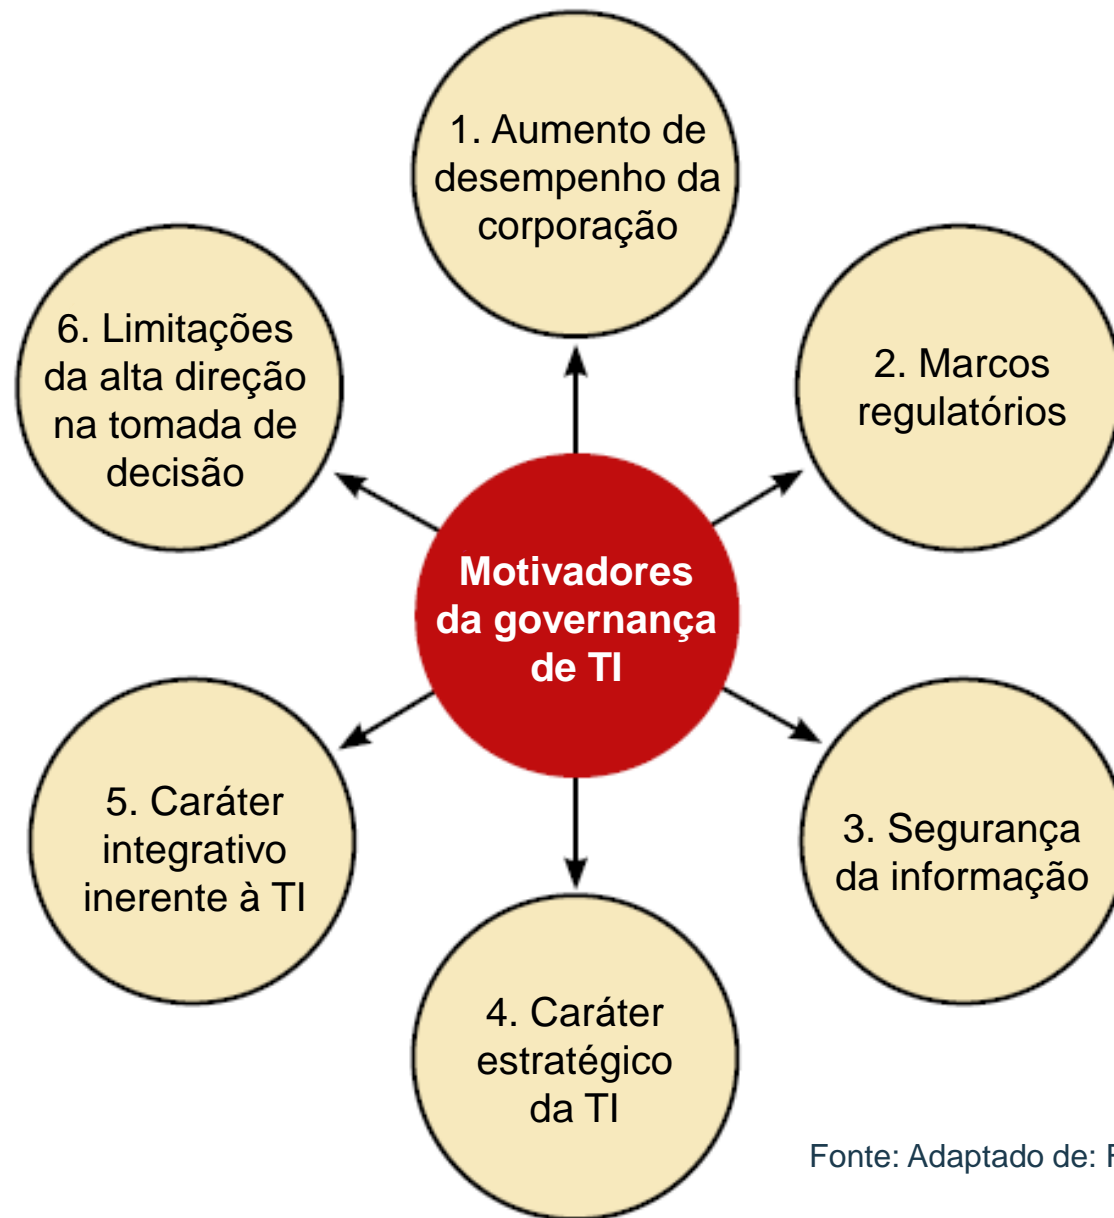 1. Aumento de
desempenho da
corporação
6. Limitações
da alta direção
na tomada de
decisão
2. Marcos
regulatórios
Motivadores
da governança
de TI
5. Caráter
integrativo
inerente à TI
3. Segurança
da informação
4. Caráter
estratégico
da TI
Fonte: Adaptado de: